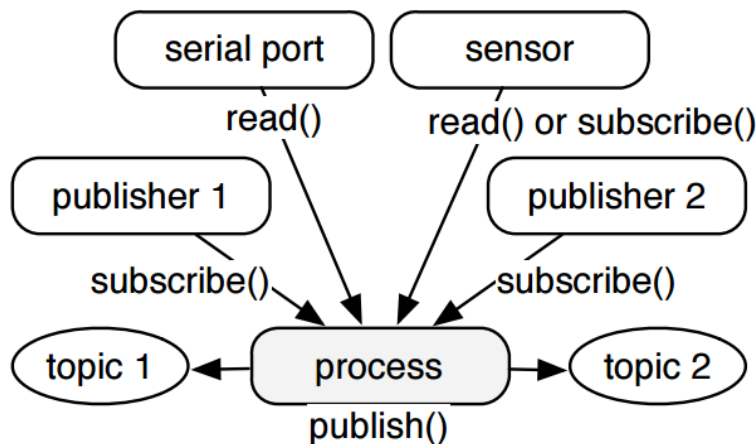 serial port
sensor
read()
read() or subscribe()
publisher 1
publisher 2
subscribe()
subscribe()
topic 1
process
topic 2
publish()